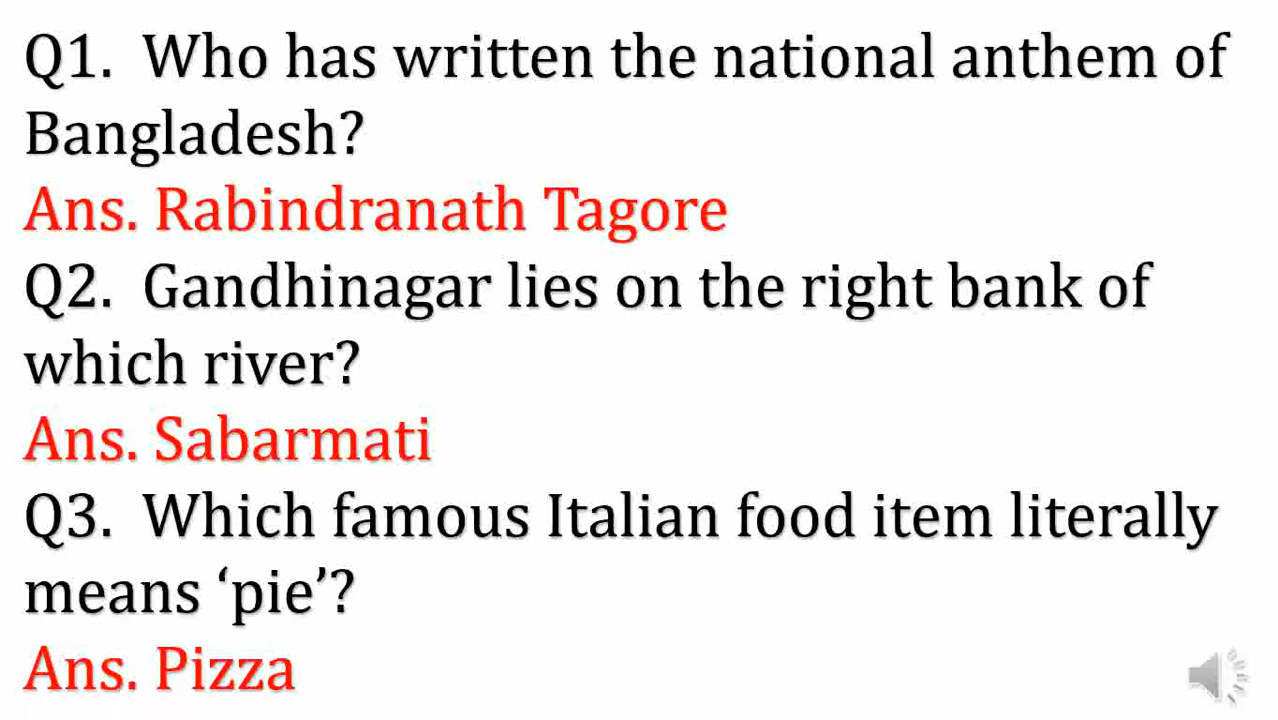 Q1. Who has written the national anthem of
Bangladesh?
Ans. Rabindranath Tagore
Q2. Gandhinagar lies on the right bank of
which river?
Ans. Sabarmati
Q3. Which famous Italian food item literally
means ‘pie’?
Ans. Pizza